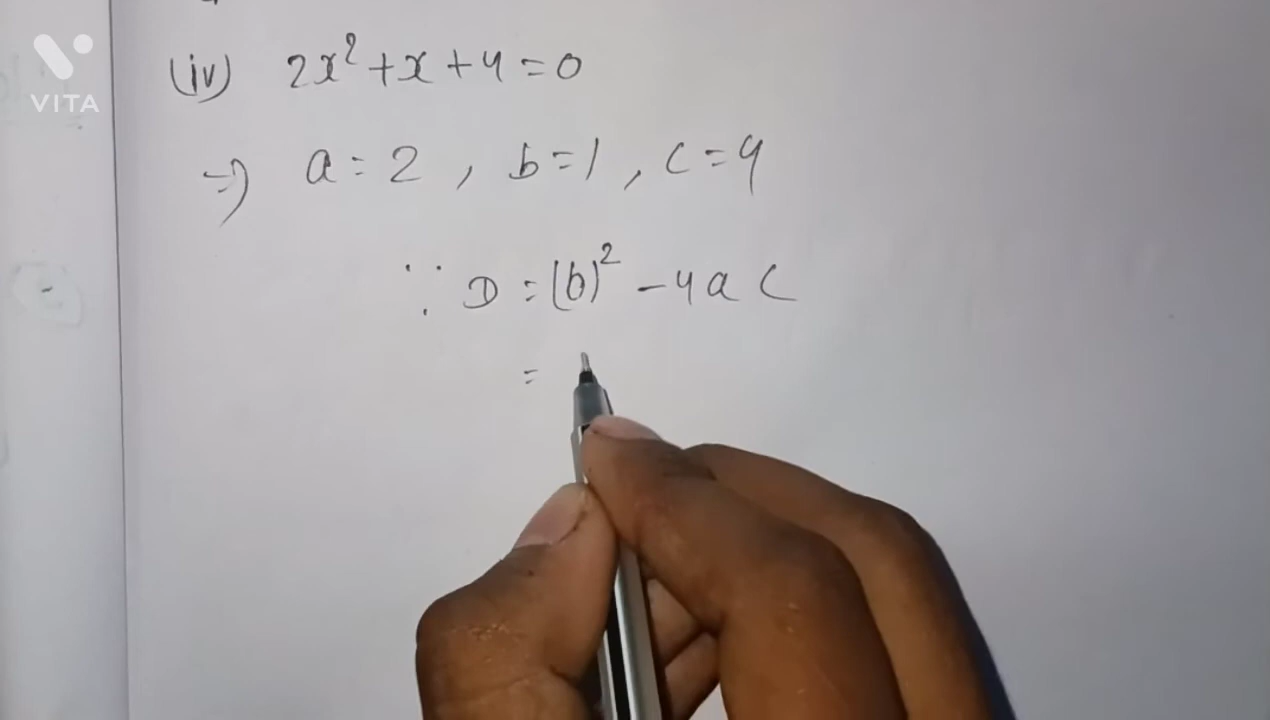 VITA
(iv) 2x²+x+4=0
=) a=2, b=1, c=4
∵ D=(b)²-4ac
=